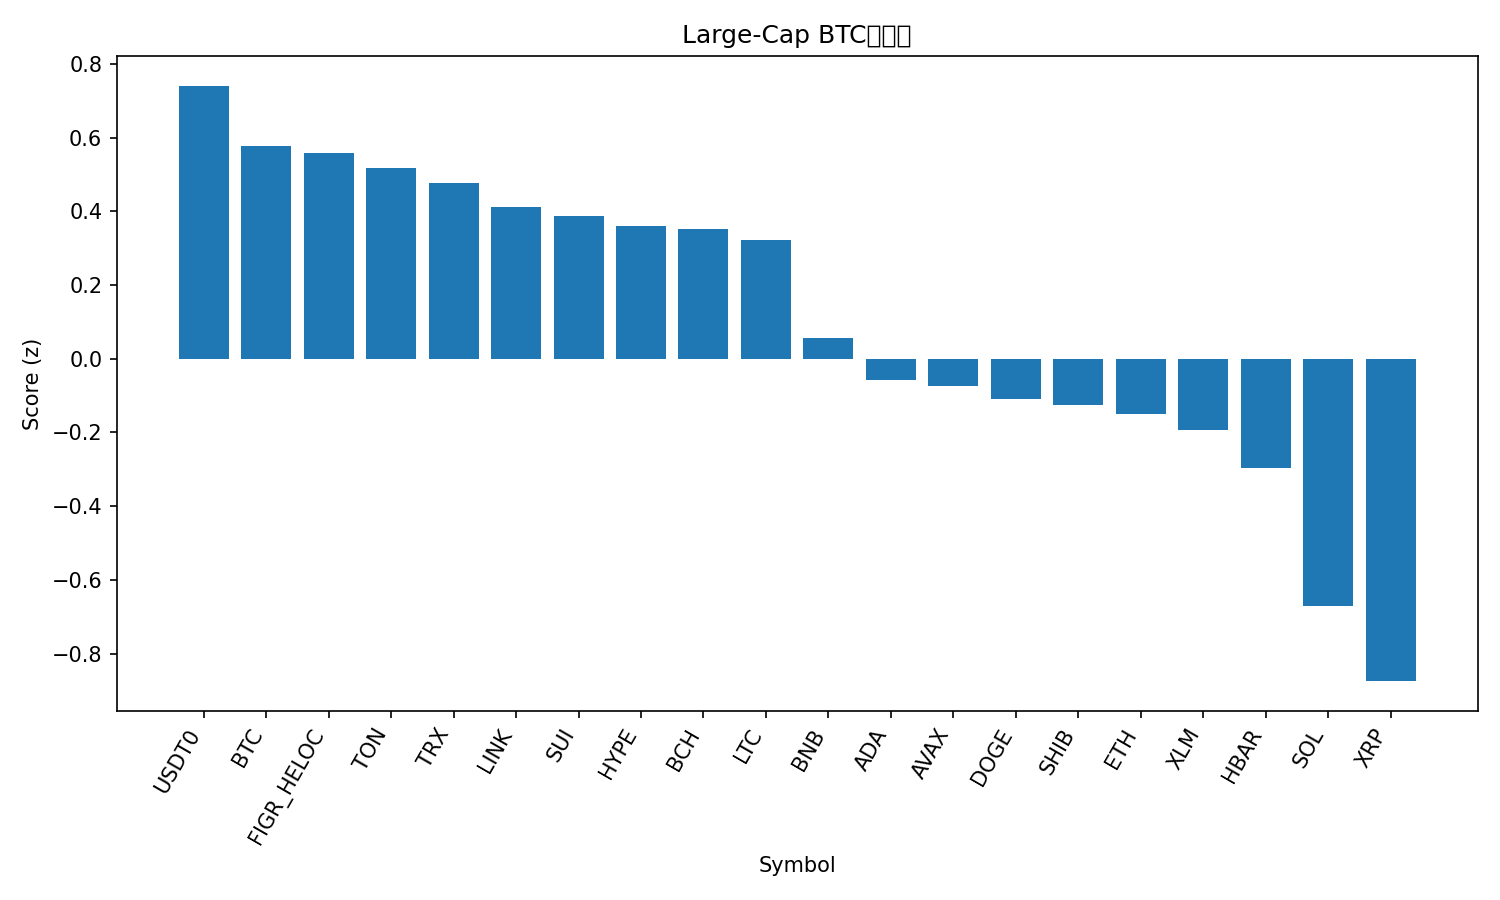 Large-Cap BTC
0.8
0.6
0.4
0.2
0.0
−0.2
−0.4
−0.6
−0.8
Score (z)
USDT0
BTC
FIGR_HELOC
TON
TRX
LINK
SUI
HYPE
BCH
LTC
BNB
ADA
AVAX
DOGE
SHIB
ETH
XLM
HBAR
SOL
XRP
Symbol